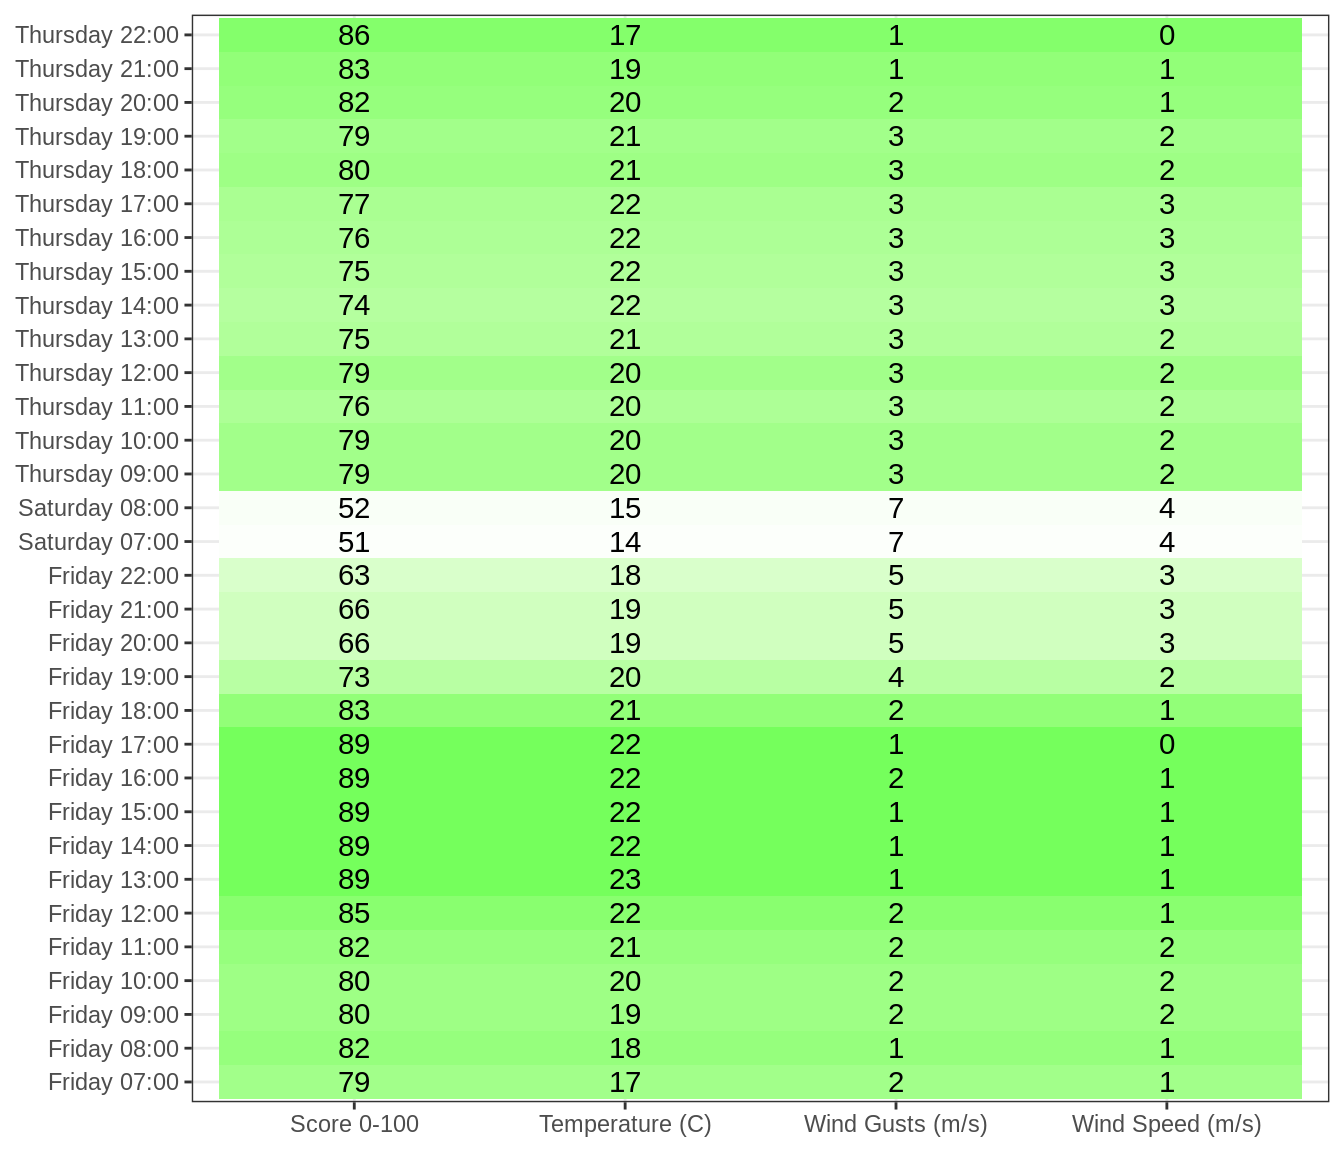 Thursday 22:00 86 17 1 0
Thursday 21:00 83 19 1 1
Thursday 20:00 82 20 2 1
Thursday 19:00 79 21 3 2
Thursday 18:00 80 21 3 2
Thursday 17:00 77 22 3 3
Thursday 16:00 76 22 3 3
Thursday 15:00 75 22 3 3
Thursday 14:00 74 22 3 3
Thursday 13:00 75 21 3 2
Thursday 12:00 79 20 3 2
Thursday 11:00 76 20 3 2
Thursday 10:00 79 20 3 2
Thursday 09:00 79 20 3 2
Saturday 08:00 52 15 7 4
Saturday 07:00 51 14 7 4
Friday 22:00 63 18 5 3
Friday 21:00 66 19 5 3
Friday 20:00 66 19 5 3
Friday 19:00 73 20 4 2
Friday 18:00 83 21 2 1
Friday 17:00 89 22 1 0
Friday 16:00 89 22 2 1
Friday 15:00 89 22 1 1
Friday 14:00 89 22 1 1
Friday 13:00 89 23 1 1
Friday 12:00 85 22 2 1
Friday 11:00 82 21 2 2
Friday 10:00 80 20 2 2
Friday 09:00 80 19 2 2
Friday 08:00 82 18 1 1
Friday 07:00 79 17 2 1
Score 0-100 Temperature (C) Wind Gusts (m/s) Wind Speed (m/s)